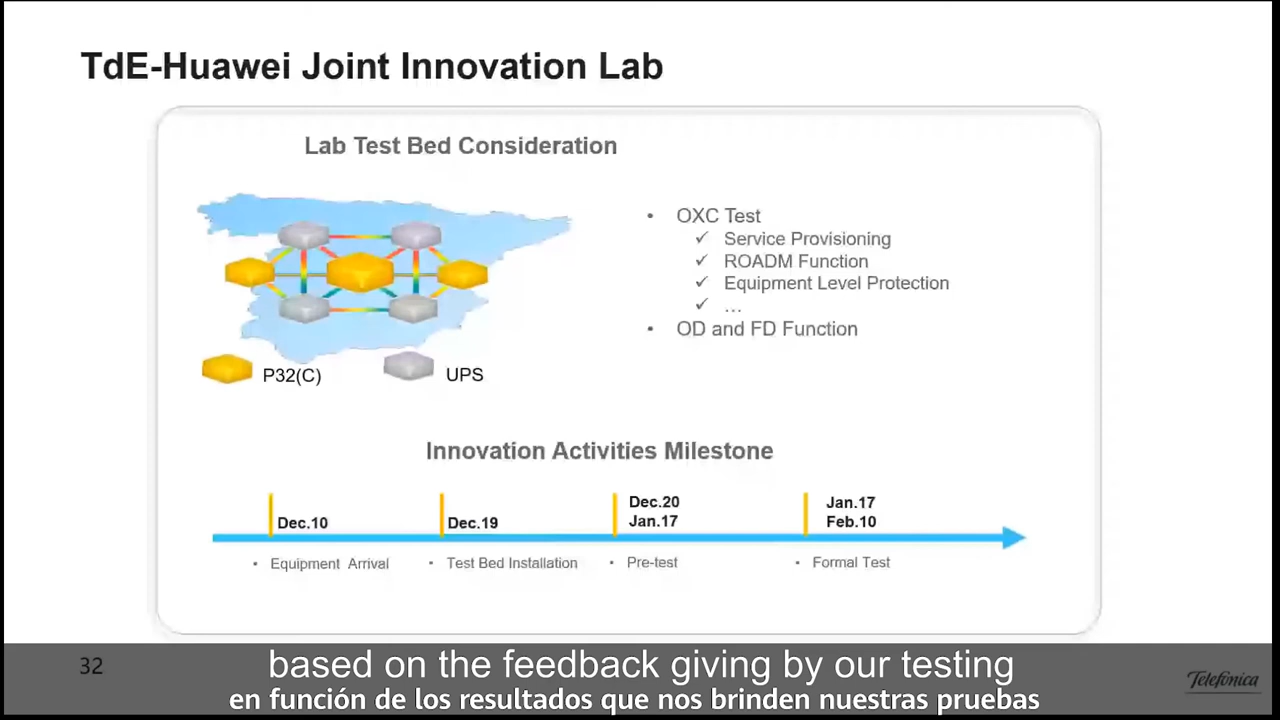 TdE-Huawei Joint Innovation Lab
Lab Test Bed Consideration
• OXC Test
✓ Service Provisioning
✓ ROADM Function
✓ Equipment Level Protection
✓ ...
• OD and FD Function
P32(C)
UPS
Innovation Activities Milestone
Dec.10
Dec.19
Dec.20
Jan.17
Jan.17
Feb.10
• Equipment Arrival
• Test Bed Installation
• Pre-test
• Formal Test
32
based on the feedback giving by our testing
en función de los resultados que nos brinden nuestras pruebas
Telefónica